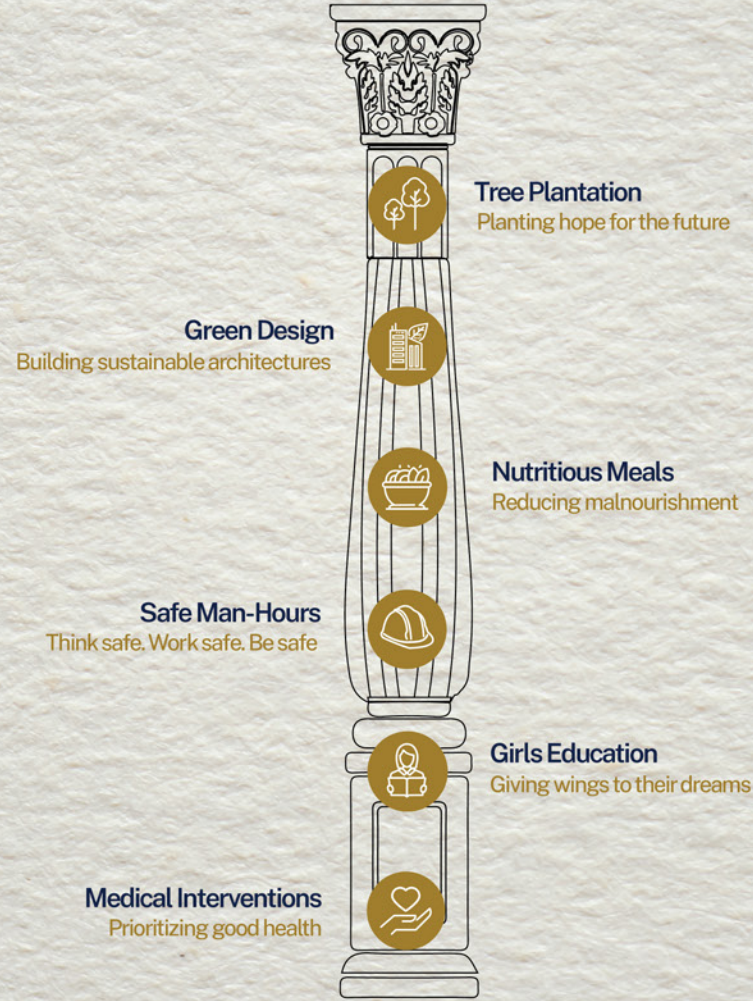 Tree Plantation
Planting hope for the future
Green Design
Building sustainable architectures
Nutritious Meals
Reducing malnourishment
Safe Man-Hours
Think safe. Work safe. Be safe
Girls Education
Giving wings to their dreams
Medical Interventions
Prioritizing good health